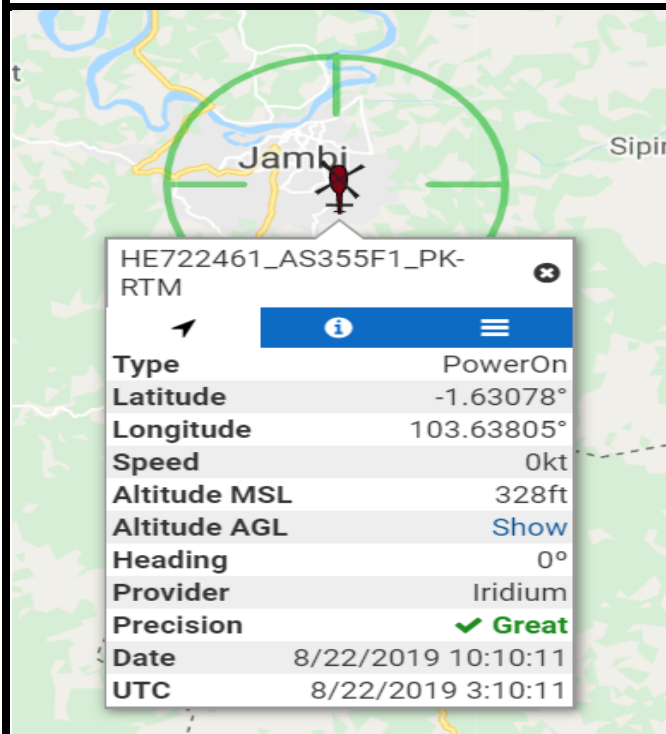 t
Jambi
Sipin
HE722461_AS355F1_PK-
RTM
Type PowerOn
Latitude -1.63078°
Longitude 103.63805°
Speed 0kt
Altitude MSL 328ft
Altitude AGL Show
Heading 0°
Provider Iridium
Precision ✔ Great
Date 8/22/2019 10:10:11
UTC 8/22/2019 3:10:11